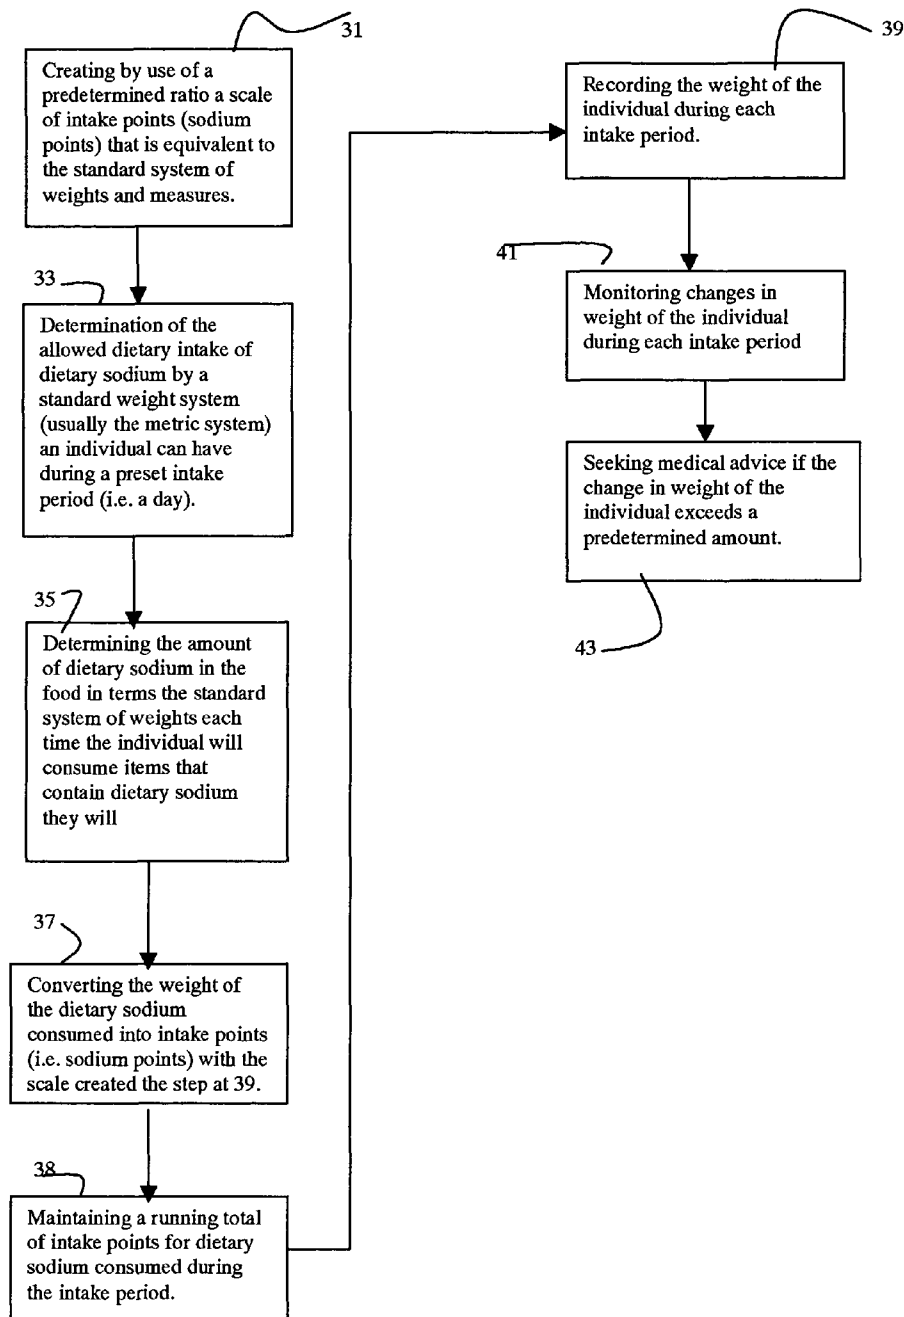 31
Creating by use of a
predetermined ratio a scale
of intake points (sodium
points) that is equivalent to
the standard system of
weights and measures.
33
Determination of the
allowed dietary intake of
dietary sodium by a
standard weight system
(usually the metric system)
an individual can have
during a preset intake
period (i.e. a day).
35
Determining the amount
of dietary sodium in the
food in terms the standard
system of weights each
time the individual will
consume items that
contain dietary sodium
they will
37
Converting the weight of
the dietary sodium
consumed into intake points
(i.e. sodium points) with the
scale created the step at 39.
38
Maintaining a running total
of intake points for dietary
sodium consumed during
the intake period.
39
Recording the weight of the
individual during each
intake period.
41
Monitoring changes in
weight of the individual
during each intake period
Seeking medical advice if the
change in weight of the
individual exceeds a
predetermined amount.
43